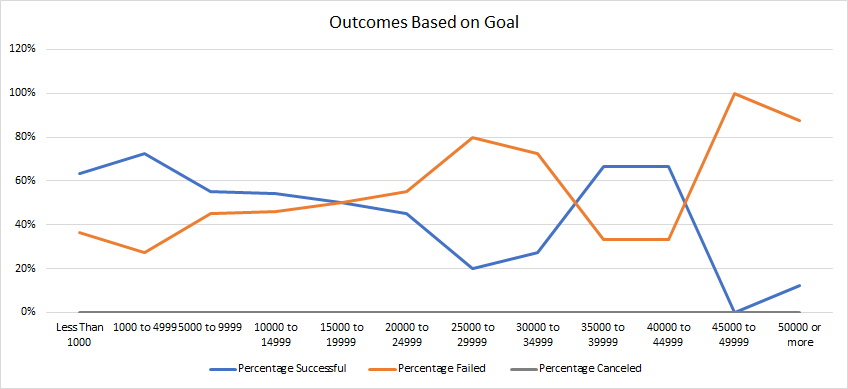 Outcomes Based on Goal
120%
100%
80%
60%
40%
20%
0%
Less Than 1000 to 4999 5000 to 9999 10000 to 15000 to 20000 to 25000 to 30000 to 35000 to 40000 to 45000 to 50000 or
1000 14999 19999 24999 29999 34999 39999 44999 49999 more
Percentage Successful Percentage Failed Percentage Canceled